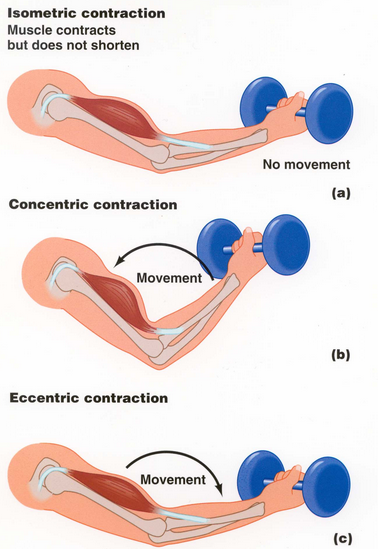 Isometric contraction
Muscle contracts
but does not shorten
No movement
(a)
Concentric contraction
Movement
(b)
Eccentric contraction
Movement
(c)